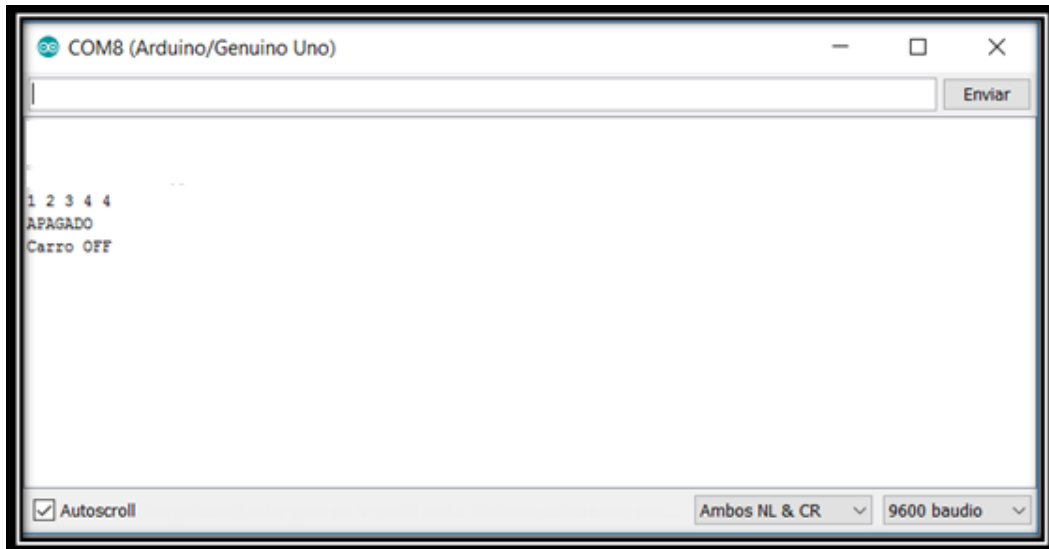 COM8 (Arduino/Genuino Uno)
Enviar
1 2 3 4 4
APAGADO
Carro OFF
Autoscroll
Ambos NL & CR
9600 baudio